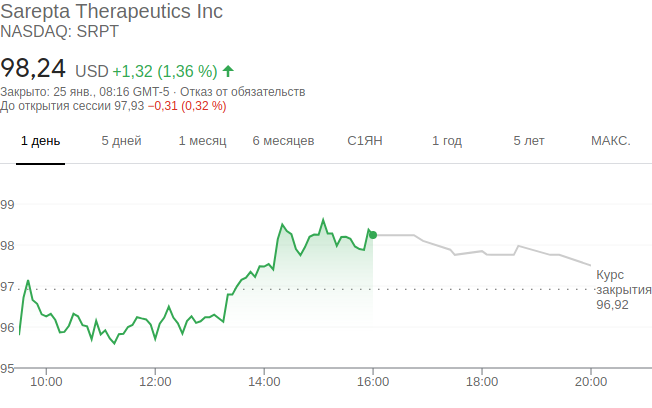 Sarepta Therapeutics Inc
NASDAQ: SRPT
98,24 USD +1,32 (1,36 %)
Закрыто: 25 янв., 08:16 GMT-5 · Отказ от обязательств
До открытия сессии 97,93 −0,31 (0,32 %)
1 день 5 дней 1 месяц 6 месяцев С1ЯН 1 год 5 лет МАКС.
99
98
97
96
95
Курс
закрытия
96,92
10:00 12:00 14:00 16:00 18:00 20:00